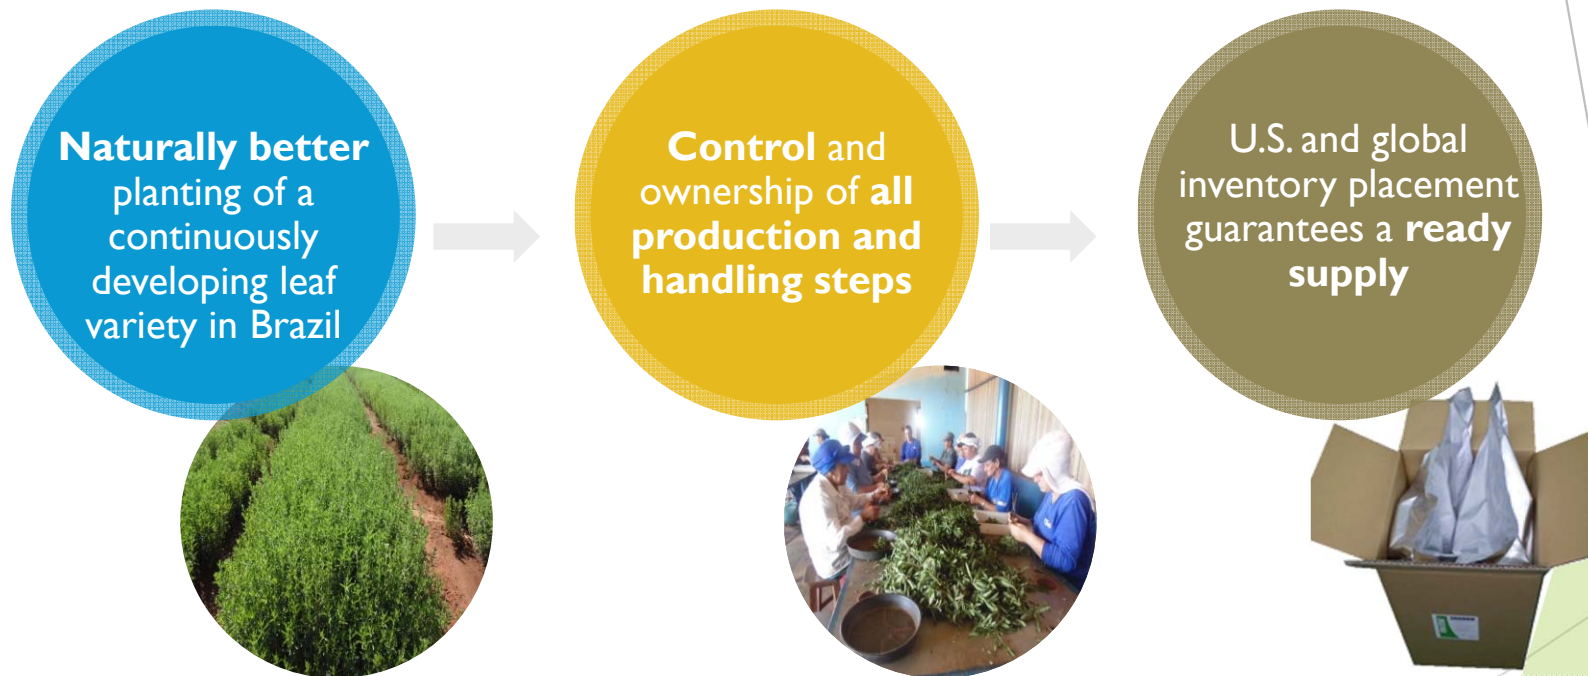 Naturally better
planting of a
continuously
developing leaf
variety in Brazil
Control and
ownership of all
production and
handling steps
U.S. and global
inventory placement
guarantees a ready
supply